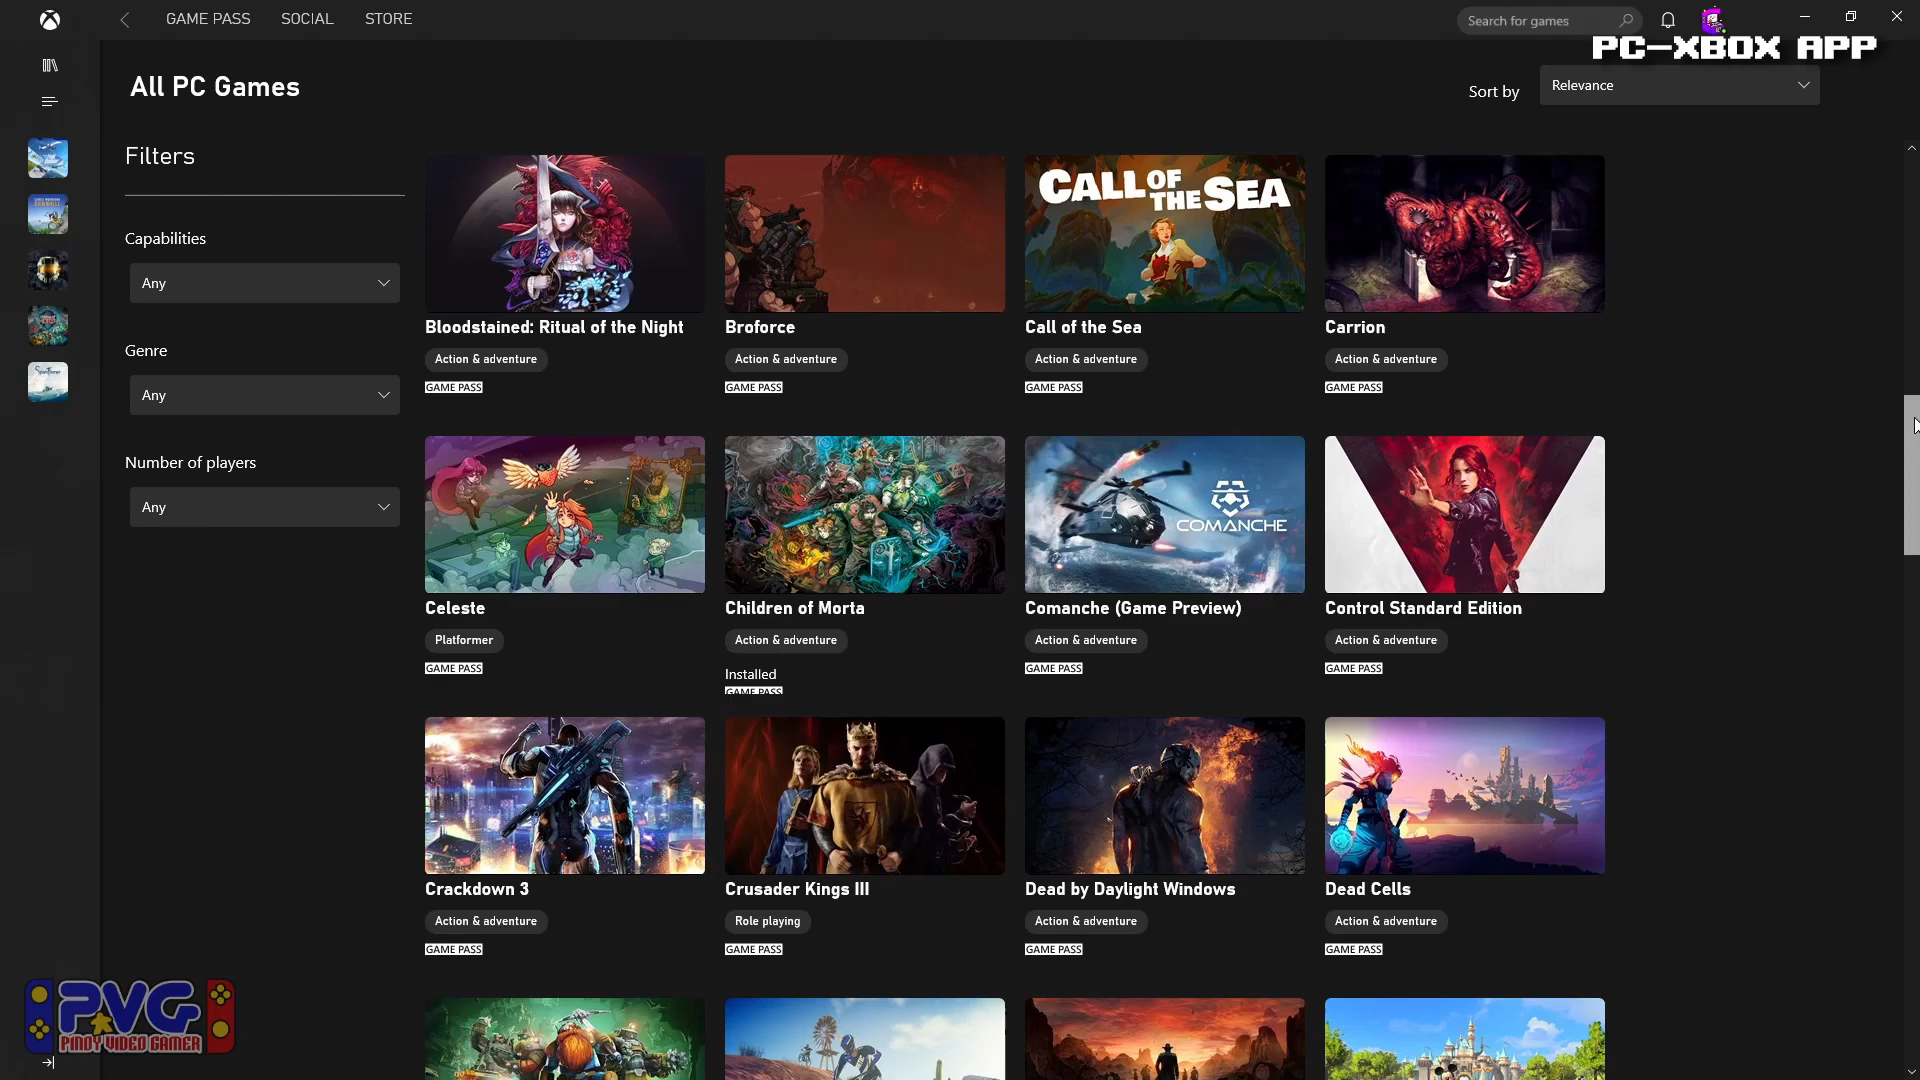 GAME PASS SOCIAL STORE
Search for games
PC-XBOX APP
All PC Games
Sort by Relevance
Filters
Capabilities
Any
Genre
Any
Number of players
Any
CALL OF THE SEA
Bloodstained: Ritual of the Night
Action & adventure
GAME PASS
Broforce
Action & adventure
GAME PASS
Call of the Sea
Action & adventure
GAME PASS
Carrion
Action & adventure
GAME PASS
COMANCHE
Celeste
Platformer
GAME PASS
Children of Morta
Action & adventure
Installed
GAME PASS
Comanche (Game Preview)
Action & adventure
GAME PASS
Control Standard Edition
Action & adventure
GAME PASS
Crackdown 3
Action & adventure
GAME PASS
Crusader Kings III
Role playing
GAME PASS
Dead by Daylight Windows
Action & adventure
GAME PASS
Dead Cells
Action & adventure
GAME PASS
PVG
PINOY VIDEO GAMER